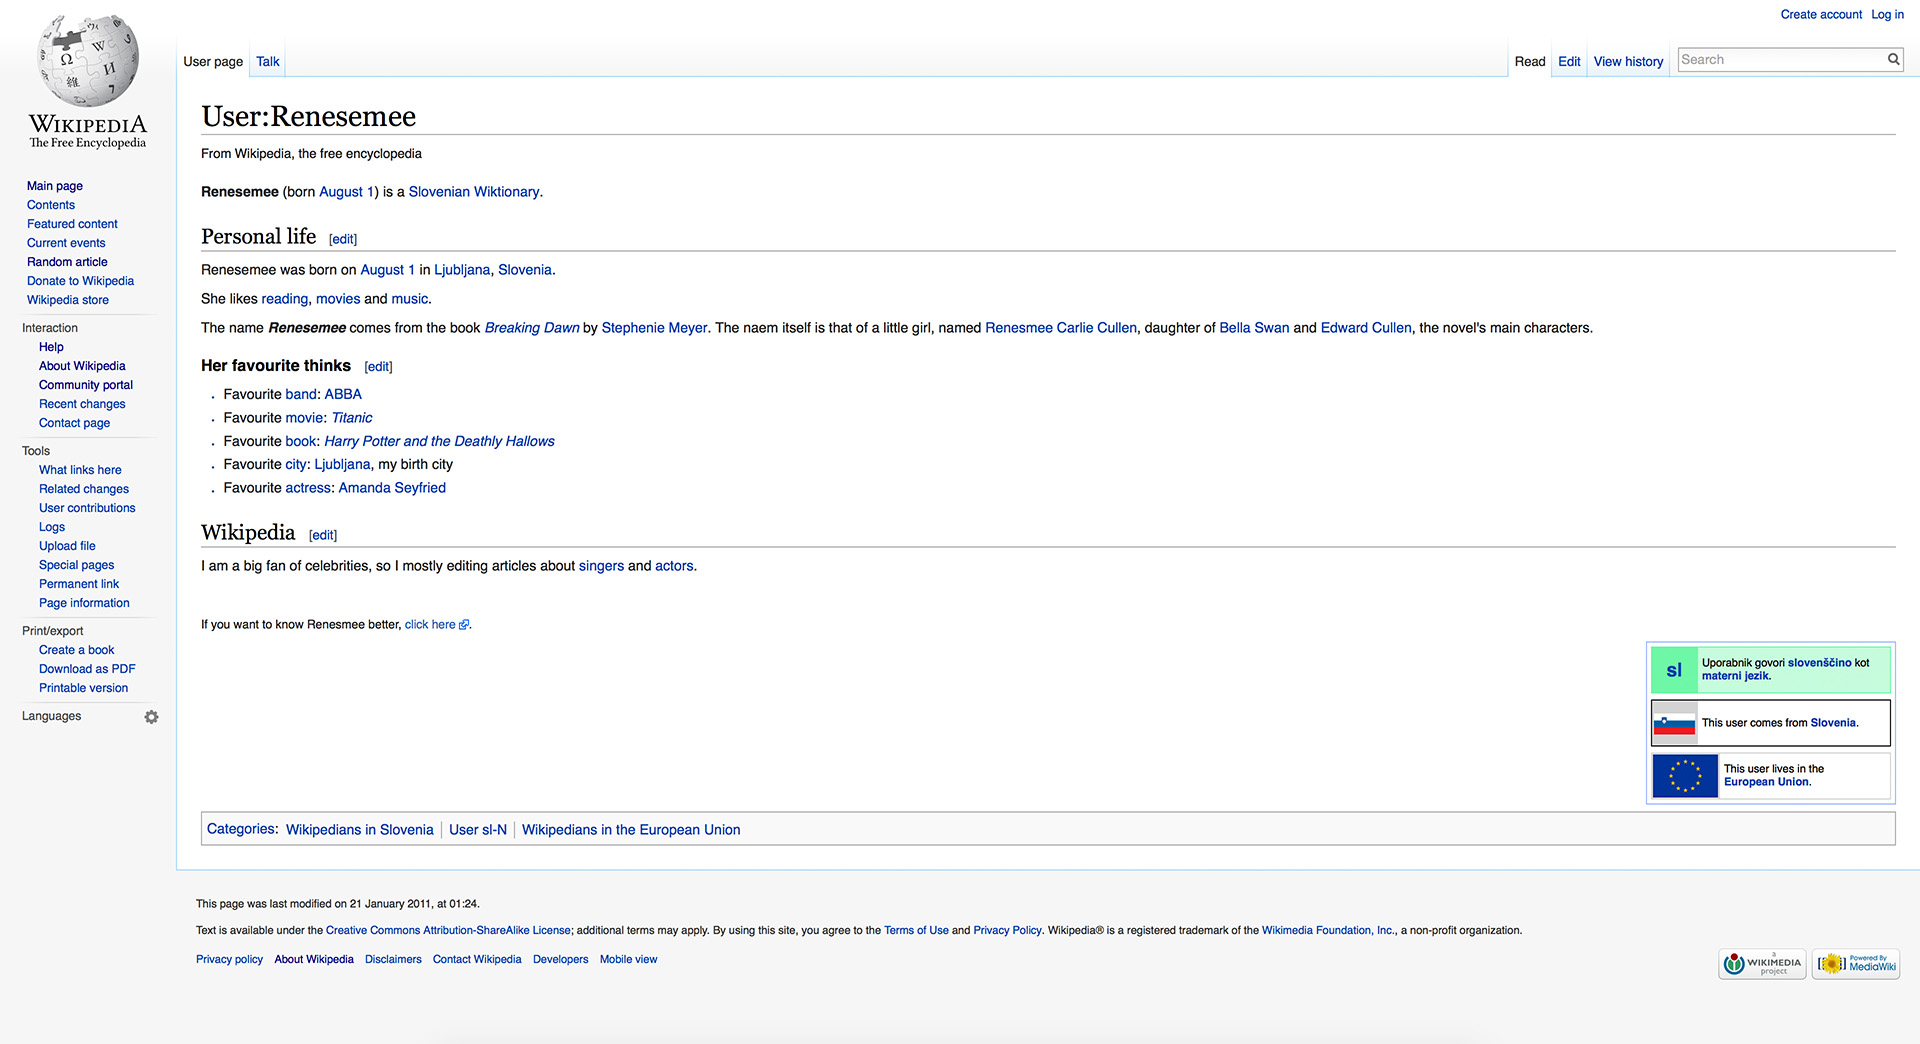 Create account Log in
User page Talk Read Edit View history Search
WIKIPEDIA
The Free Encyclopedia
Main page
Contents
Featured content
Current events
Random article
Donate to Wikipedia
Wikipedia store
Interaction
Help
About Wikipedia
Community portal
Recent changes
Contact page
Tools
What links here
Related changes
User contributions
Logs
Upload file
Special pages
Permanent link
Page information
Print/export
Create a book
Download as PDF
Printable version
Languages
User:Renesemee
From Wikipedia, the free encyclopedia
Renesemee (born August 1) is a Slovenian Wiktionary.
Personal life [edit]
Renesemee was born on August 1 in Ljubljana, Slovenia.
She likes reading, movies and music.
The name Renesemee comes from the book Breaking Dawn by Stephenie Meyer. The naem itself is that of a little girl, named Renesmee Carlie Cullen, daughter of Bella Swan and Edward Cullen, the novel's main characters.
Her favourite thinks [edit]
Favourite band: ABBA
Favourite movie: Titanic
Favourite book: Harry Potter and the Deathly Hallows
Favourite city: Ljubljana, my birth city
Favourite actress: Amanda Seyfried
Wikipedia [edit]
I am a big fan of celebrities, so I mostly editing articles about singers and actors.
If you want to know Renesmee better, click here.
sl
Uporabnik govori slovenščino kot
materni jezik.
This user comes from Slovenia.
This user lives in the
European Union.
Categories: Wikipedians in Slovenia | User sl-N | Wikipedians in the European Union
This page was last modified on 21 January 2011, at 01:24.
Text is available under the Creative Commons Attribution-ShareAlike License; additional terms may apply. By using this site, you agree to the Terms of Use and Privacy Policy. Wikipedia® is a registered trademark of the Wikimedia Foundation, Inc., a non-profit organization.
Privacy policy About Wikipedia Disclaimers Contact Wikipedia Developers Mobile view
a
WIKIMEDIA
project
Powered By
MediaWiki